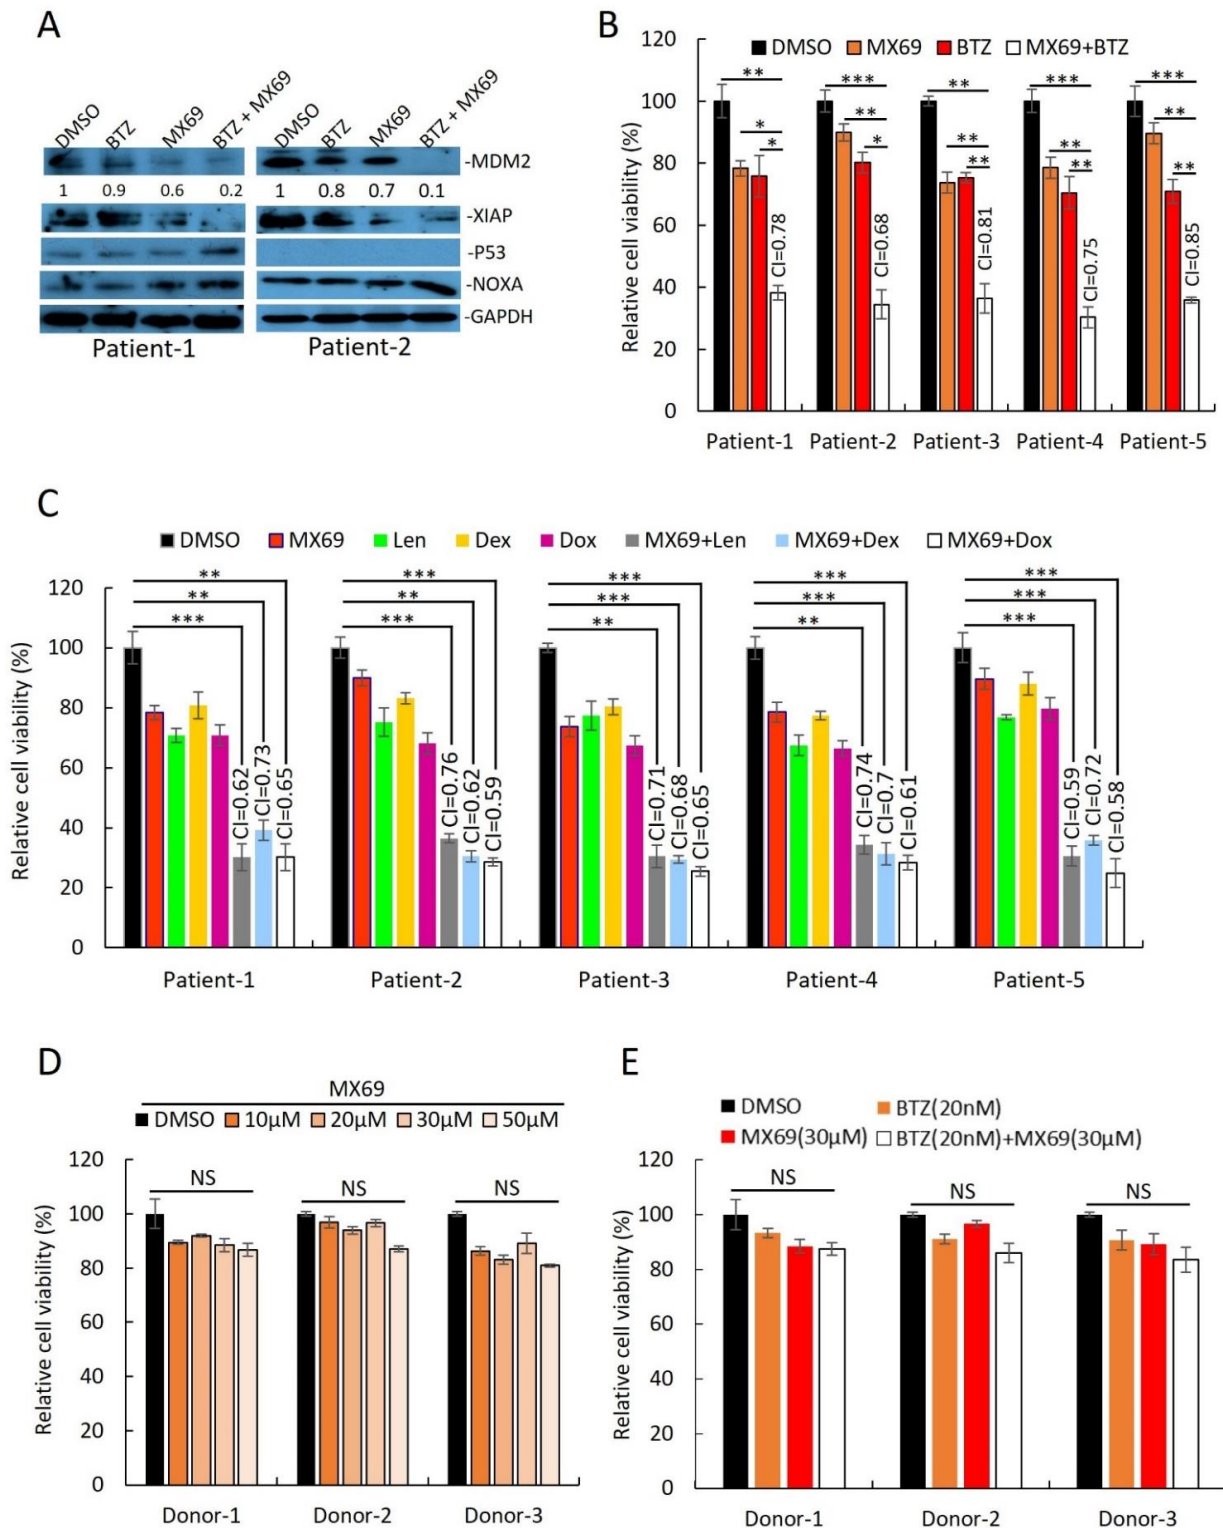 A
DMSO BTZ MX69 BTZ + MX69 DMSO BTZ MX69 BTZ + MX69
-MDM2
1 0.9 0.6 0.2 1 0.8 0.7 0.1
-XIAP
-P53
-NOXA
-GAPDH
Patient-1 Patient-2
B
DMSO MX69 BTZ MX69+BTZ
Relative cell viability (%)
120
100
80
60
40
20
0
** *** ** *** ***
* ** ** ** **
* * ** ** **
CI=0.78 CI=0.68 CI=0.81 CI=0.75 CI=0.85
Patient-1 Patient-2 Patient-3 Patient-4 Patient-5
C
DMSO MX69 Len Dex Dox MX69+Len MX69+Dex MX69+Dox
Relative cell viability (%)
120
100
80
60
40
20
0
** *** *** *** ***
** ** *** *** ***
*** *** ** ** ***
CI=0.62 CI=0.73 CI=0.65 CI=0.76 CI=0.62 CI=0.59 CI=0.71 CI=0.68 CI=0.65 CI=0.74 CI=0.7 CI=0.61 CI=0.59 CI=0.72 CI=0.58
Patient-1 Patient-2 Patient-3 Patient-4 Patient-5
D
MX69
DMSO 10μM 20μM 30μM 50μM
Relative cell viability (%)
120
100
80
60
40
20
0
NS NS NS
Donor-1 Donor-2 Donor-3
E
DMSO BTZ(20nM)
MX69(30μM) BTZ(20nM)+MX69(30μM)
Relative cell viability (%)
120
100
80
60
40
20
0
NS NS NS
Donor-1 Donor-2 Donor-3